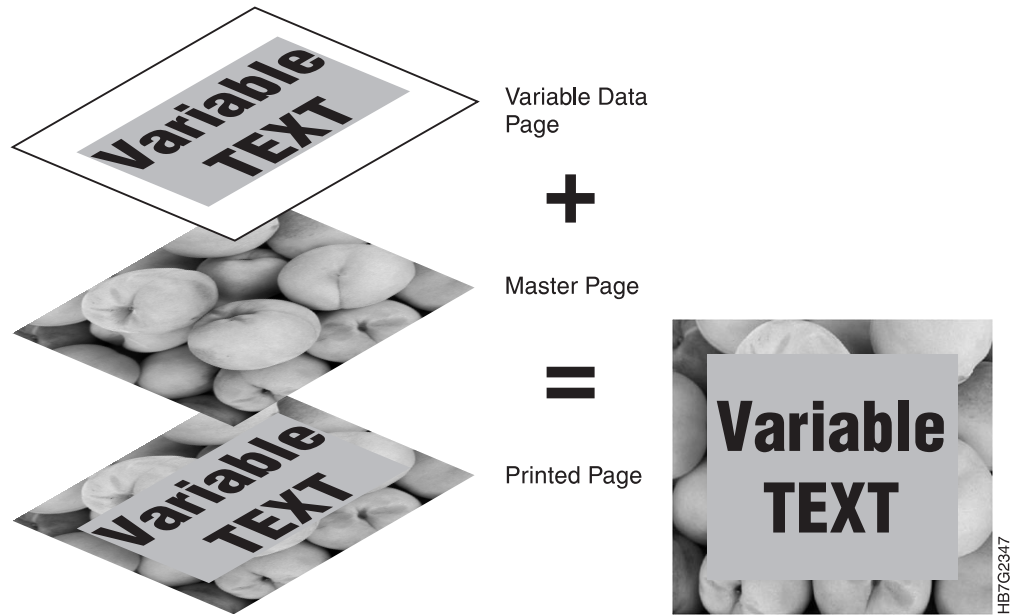 Variable
TEXT
Variable Data
Page
+
Master Page
=
Variable
TEXT
Printed Page
Variable
TEXT
HB7G2347